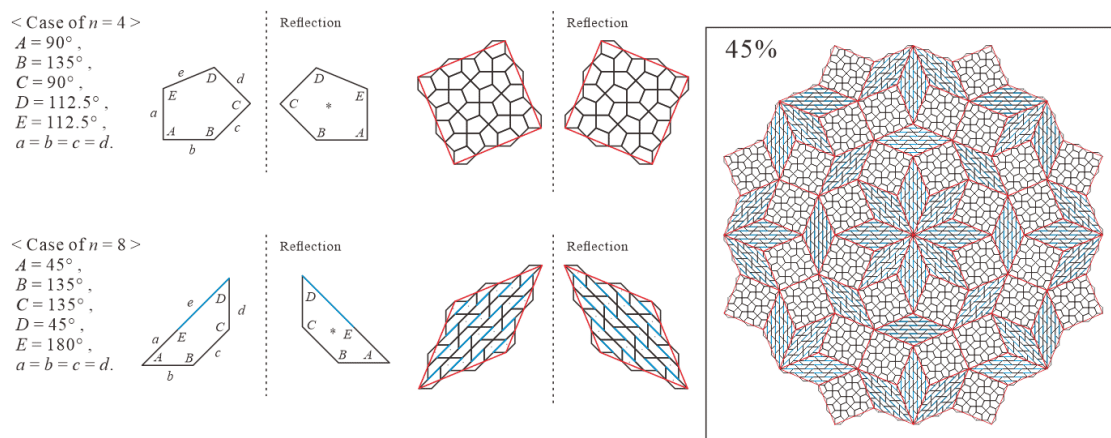 < Case of n = 4 >
A = 90° ,
B = 135° ,
C = 90° ,
D = 112.5° ,
E = 112.5° ,
a = b = c = d.
e
D
d
E
C
a
A
B
c
b
Reflection
D
E
C
*
B
A
Reflection
45%
< Case of n = 8 >
A = 45° ,
B = 135° ,
C = 135° ,
D = 45° ,
E = 180° ,
a = b = c = d.
e
D
d
a
E
C
A
B
c
b
Reflection
D
C
*
E
B
A
Reflection